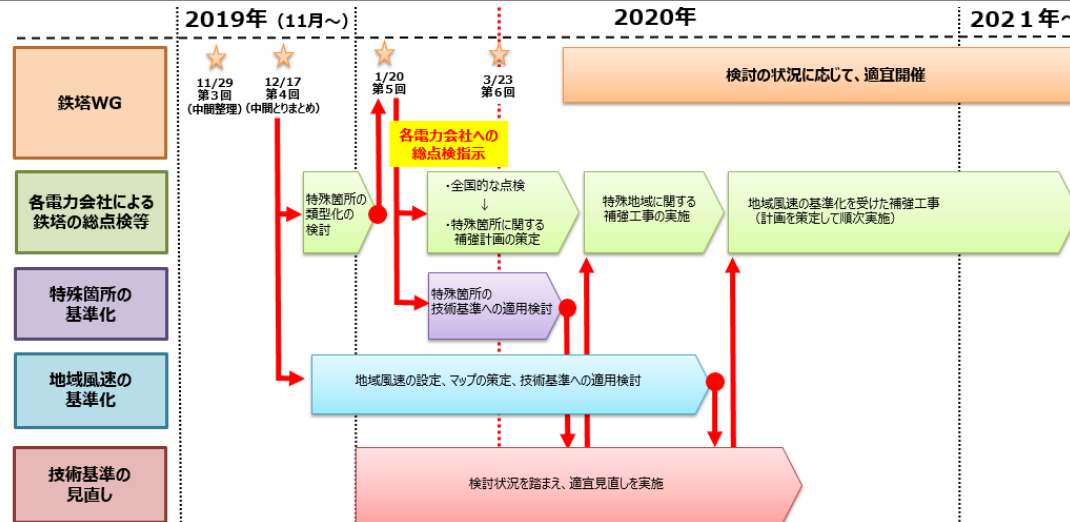 2019年（11月～）
2020年
2021年～
鉄塔WG
11/29
第3回
（中間整理）
12/17
第4回
（中間とりまとめ）
1/20
第5回
3/23
第6回
検討の状況に応じて、適宜開催
各電力会社への
総点検指示
各電力会社による
鉄塔の総点検等
特殊箇所の
類型化の
検討
・全国的な点検
↓
・特殊箇所に関する
補強計画の策定
特殊地域に関する
補強工事の実施
地域風速の基準化を受けた補強工事
（計画を策定して順次実施）
特殊箇所の
基準化
特殊箇所の
技術基準への適用検討
地域風速の
基準化
地域風速の設定、マップの策定、技術基準への適用検討
技術基準の
見直し
検討状況を踏まえ、適宜見直しを実施